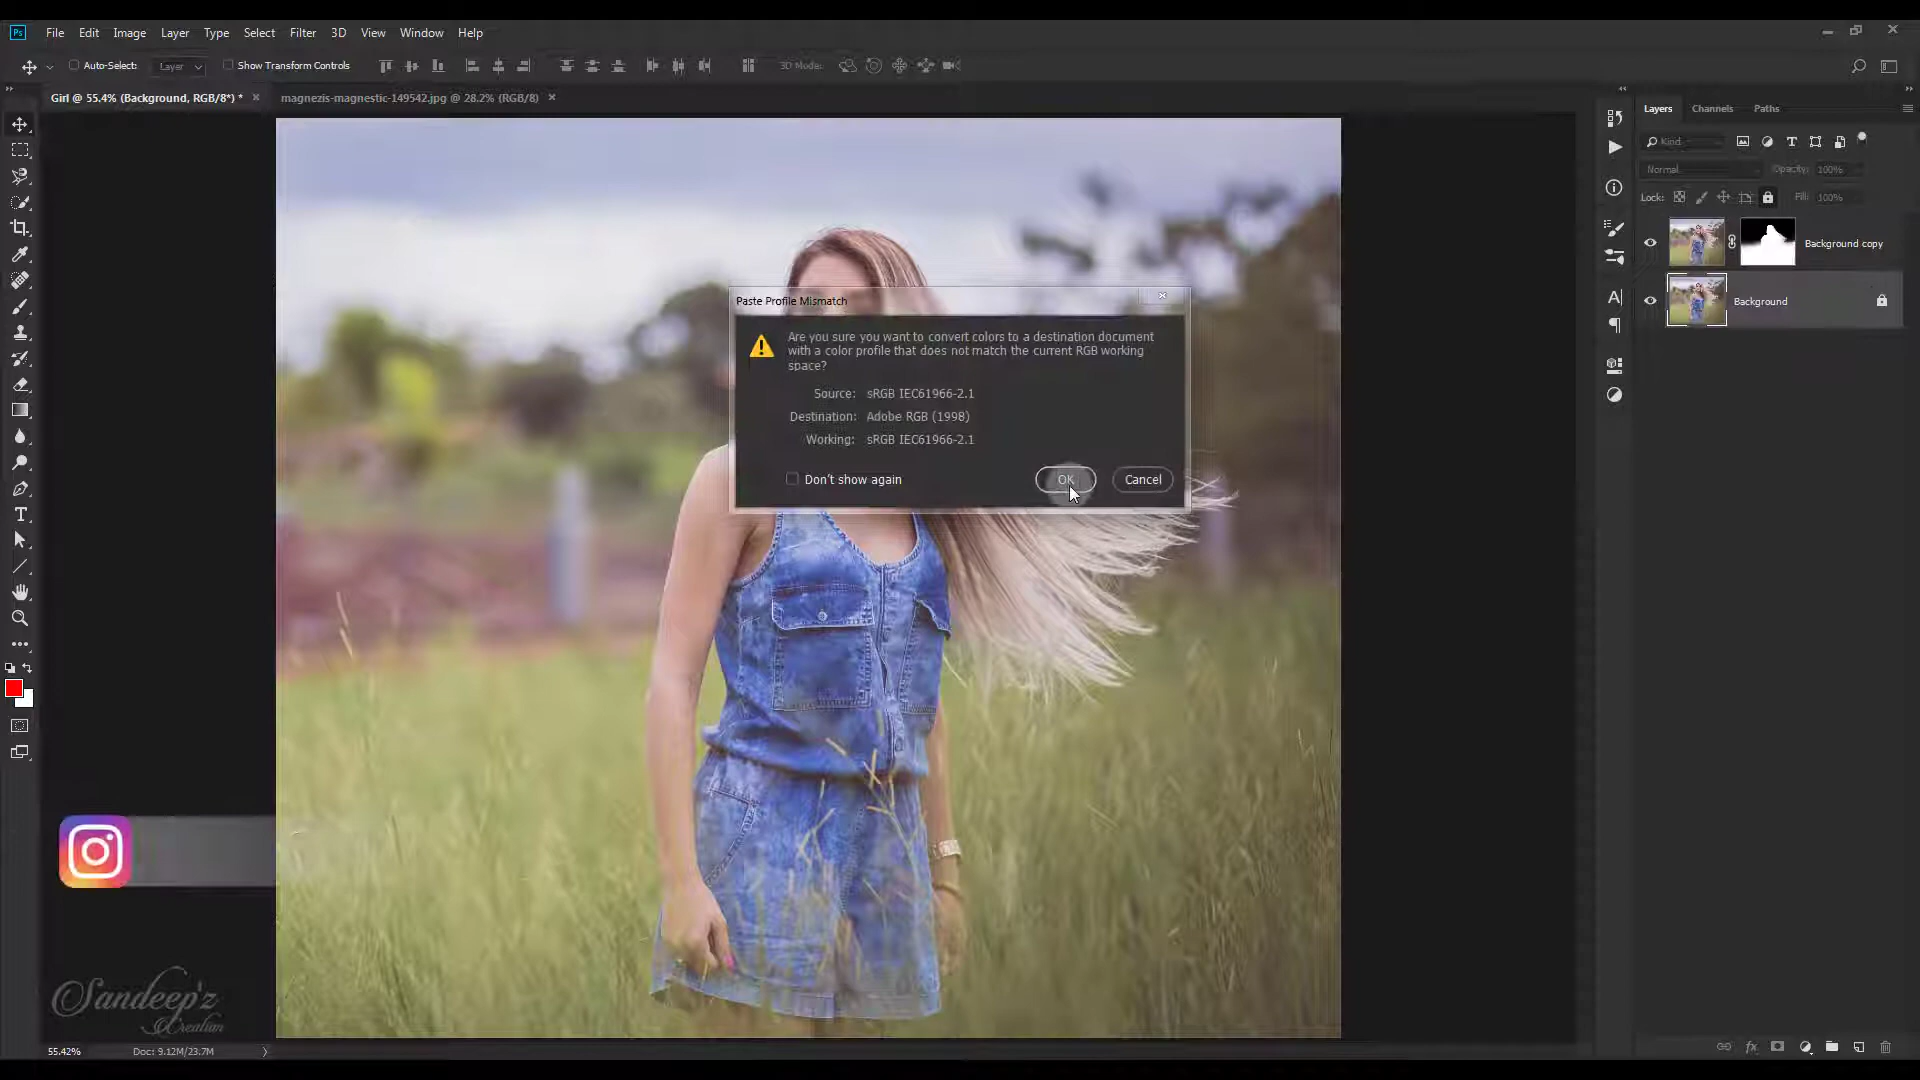 Ps File Edit Image Layer Type Select Filter 3D View Window Help
Auto-Select: Layer Show Transform Controls 3D Mode:
Girl @ 55.4% (Background, RGB/8*) * magnezis-magnestic-149542.jpg @ 28.2% (RGB/8)
Layers Channels Paths
Kind
Normal Opacity: 100%
Lock: Fill: 100%
Background copy
Background
Paste Profile Mismatch
Are you sure you want to convert colors to a destination document
with a color profile that does not match the current RGB working
space?
Source: sRGB IEC61966-2.1
Destination: Adobe RGB (1998)
Working: sRGB IEC61966-2.1
Don't show again OK Cancel
Sandeep'z
Creation
55.42% Doc: 9.12M/23.7M